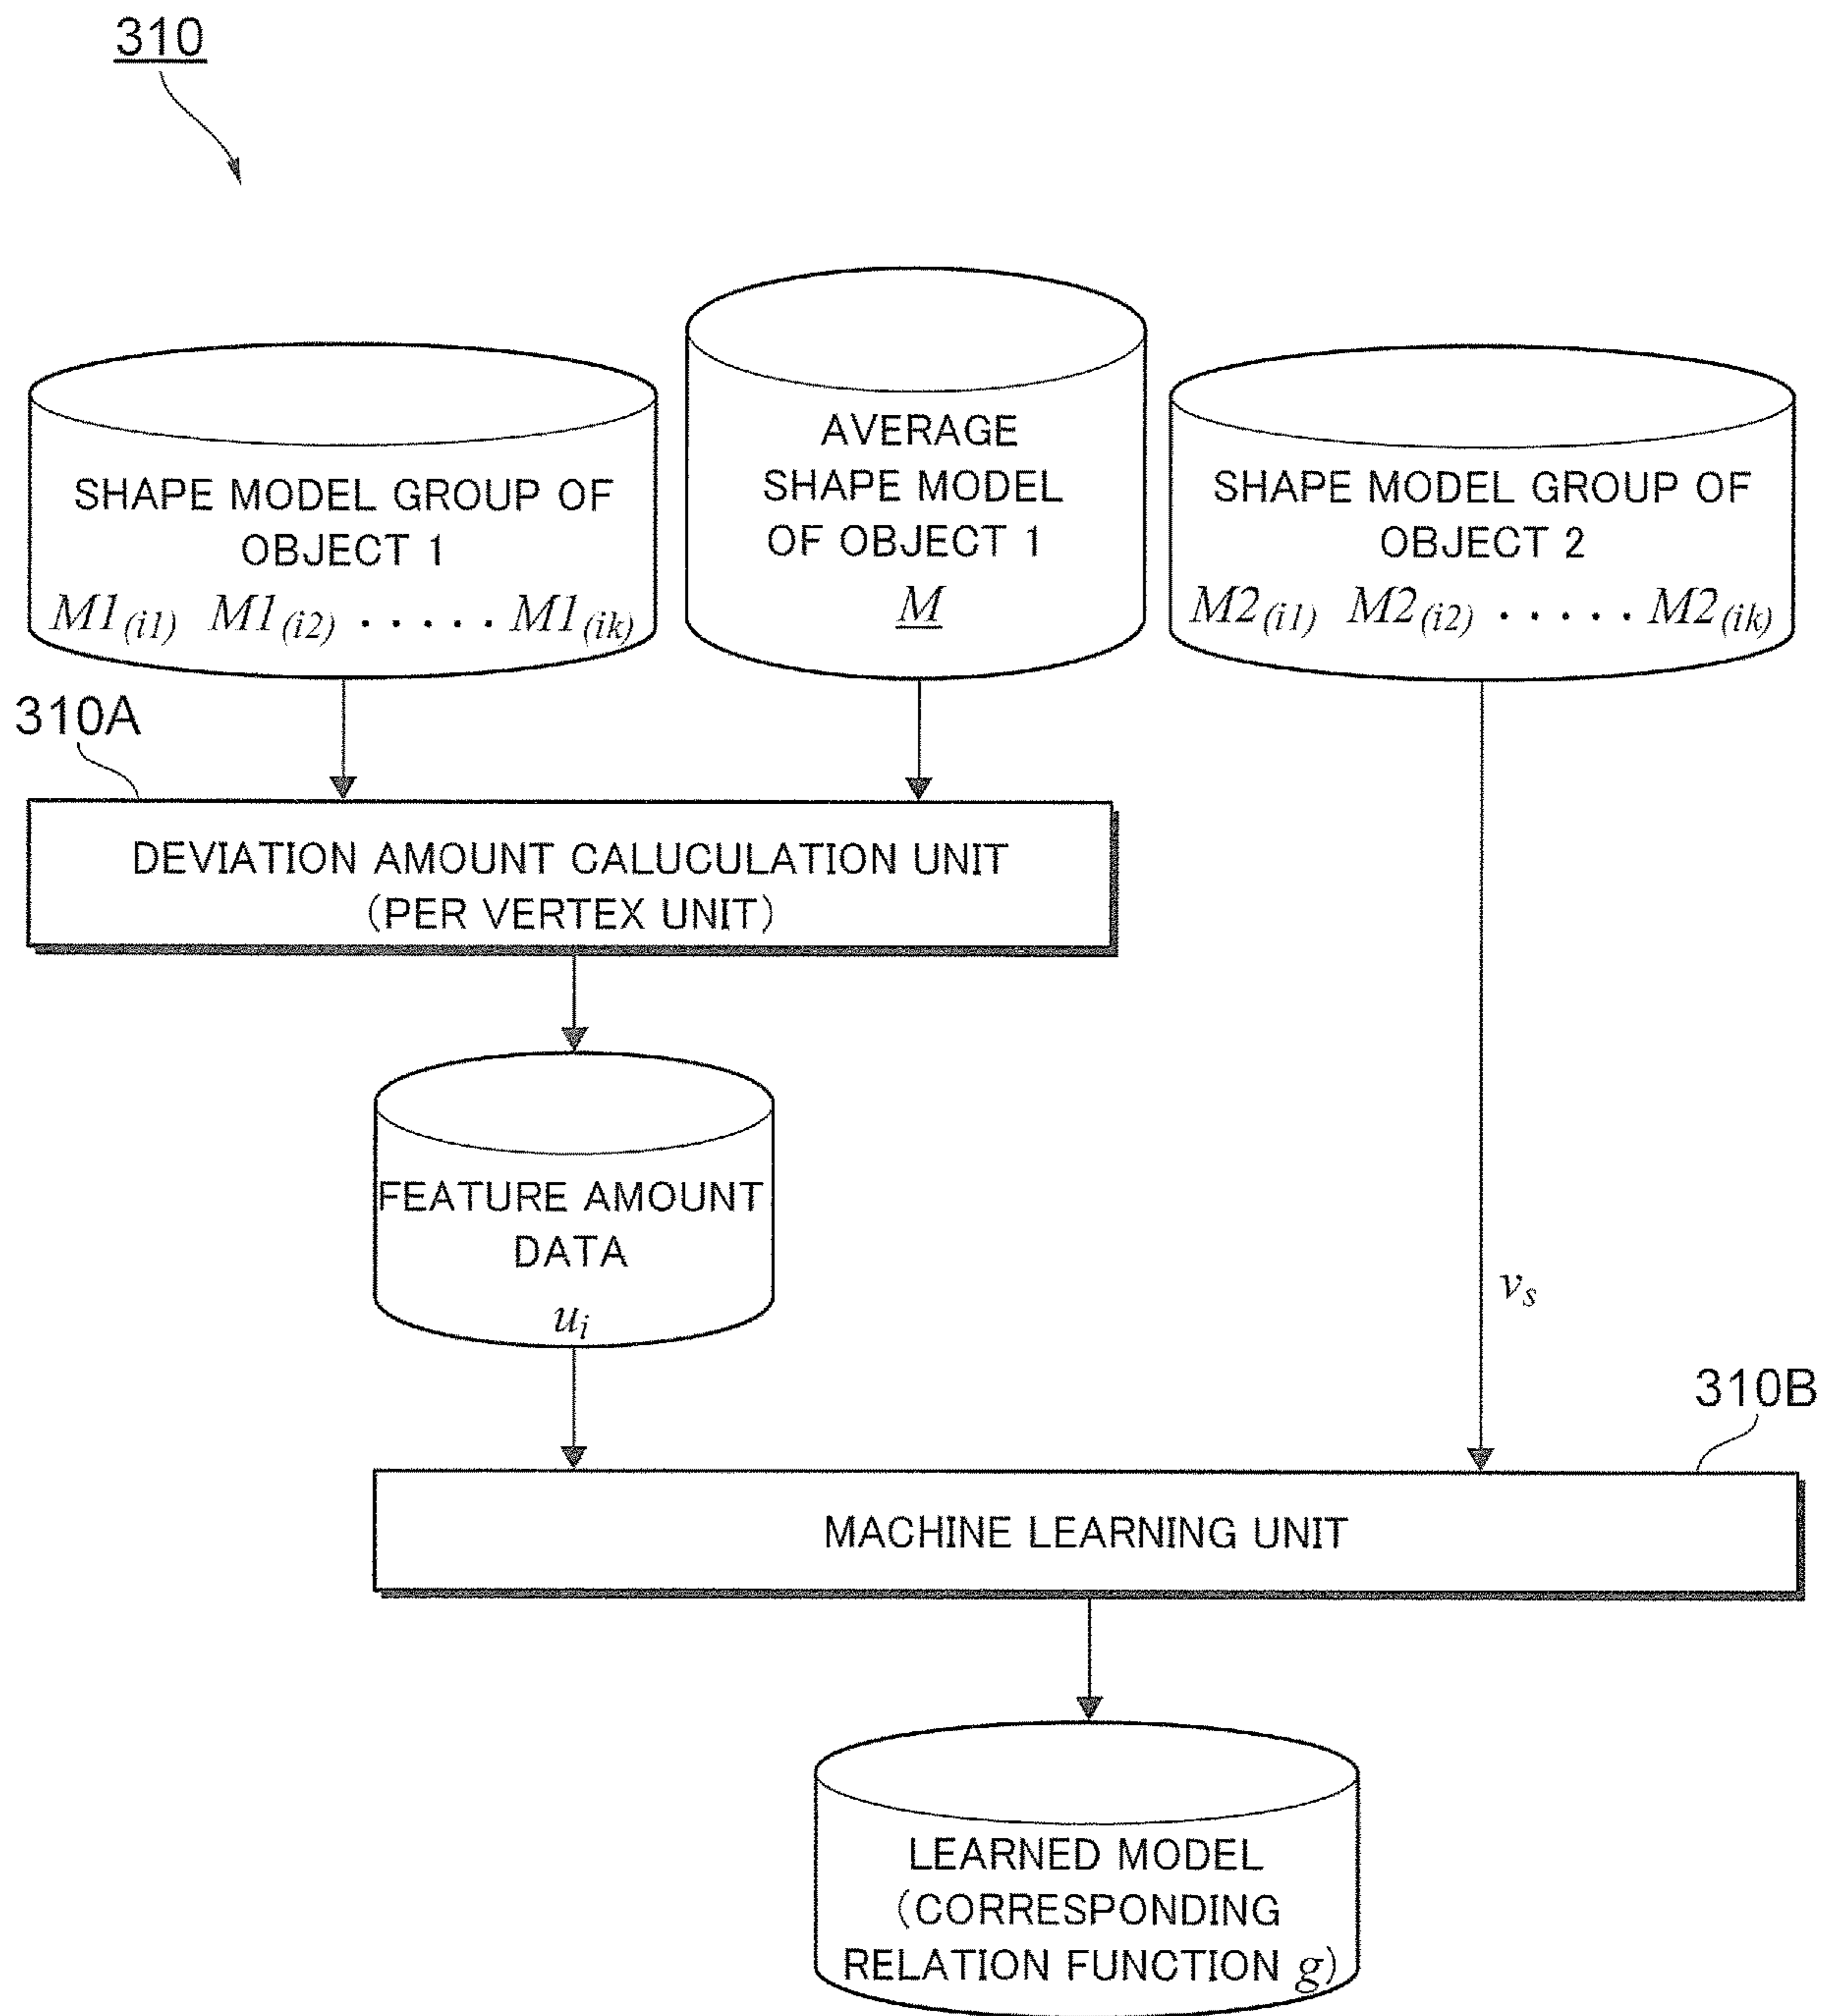 310
SHAPE MODEL GROUP OF
OBJECT 1
M1(i1) M1(i2) ..... M1(ik)
AVERAGE
SHAPE MODEL
OF OBJECT 1
M
SHAPE MODEL GROUP OF
OBJECT 2
M2(i1) M2(i2) ..... M2(ik)
310A
DEVIATION AMOUNT CALUCULATION UNIT
(PER VERTEX UNIT)
FEATURE AMOUNT
DATA
ui
vs
310B
MACHINE LEARNING UNIT
LEARNED MODEL
(CORRESPONDING
RELATION FUNCTION g)